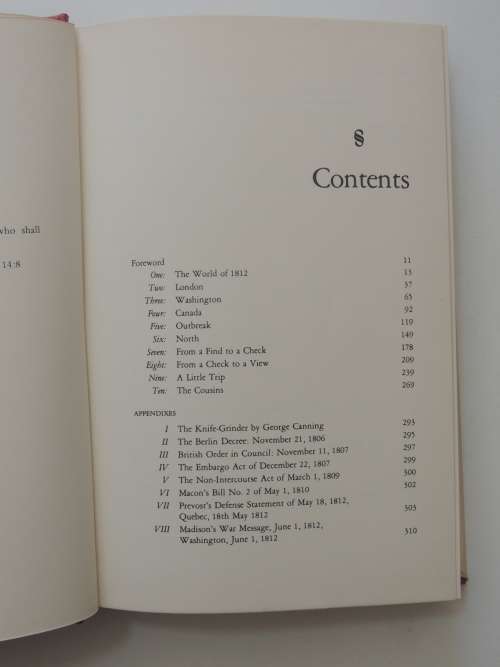 who shall
14:8
§
Contents
Foreword 11
One: The World of 1812 13
Two: London 37
Three: Washington 65
Four: Canada 92
Five: Outbreak 119
Six: North 149
Seven: From a Find to a Check 178
Eight: From a Check to a View 209
Nine: A Little Trip 239
Ten: The Cousins 269
APPENDIXES
I The Knife-Grinder by George Canning 293
II The Berlin Decree: November 21, 1806 295
III British Order in Council: November 11, 1807 297
IV The Embargo Act of December 22, 1807 299
V The Non-Intercourse Act of March 1, 1809 300
VI Macon's Bill No. 2 of May 1, 1810 302
VII Prevost's Defense Statement of May 18, 1812,
Quebec, 18th May 1812 303
VIII Madison's War Message, June 1, 1812,
Washington, June 1, 1812 310